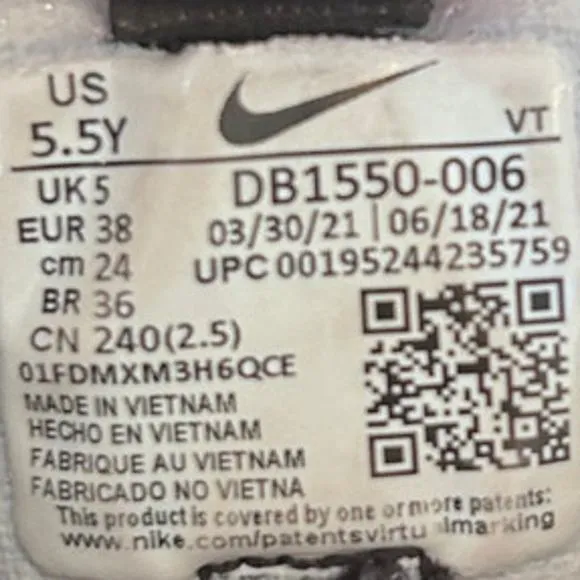 US
5.5Y
VT
UK 5
DB1550-006
EUR 38
03/30/21 | 06/18/21
cm 24
UPC 00195244235759
BR 36
CN 240(2.5)
01FDMXM3H6QCE
MADE IN VIETNAM
HECHO EN VIETNAM
FABRIQUE AU VIETNAM
FABRICADO NO VIETNA
This product is covered by one or more patents:
www.nike.com/patentsvirtu lmarking